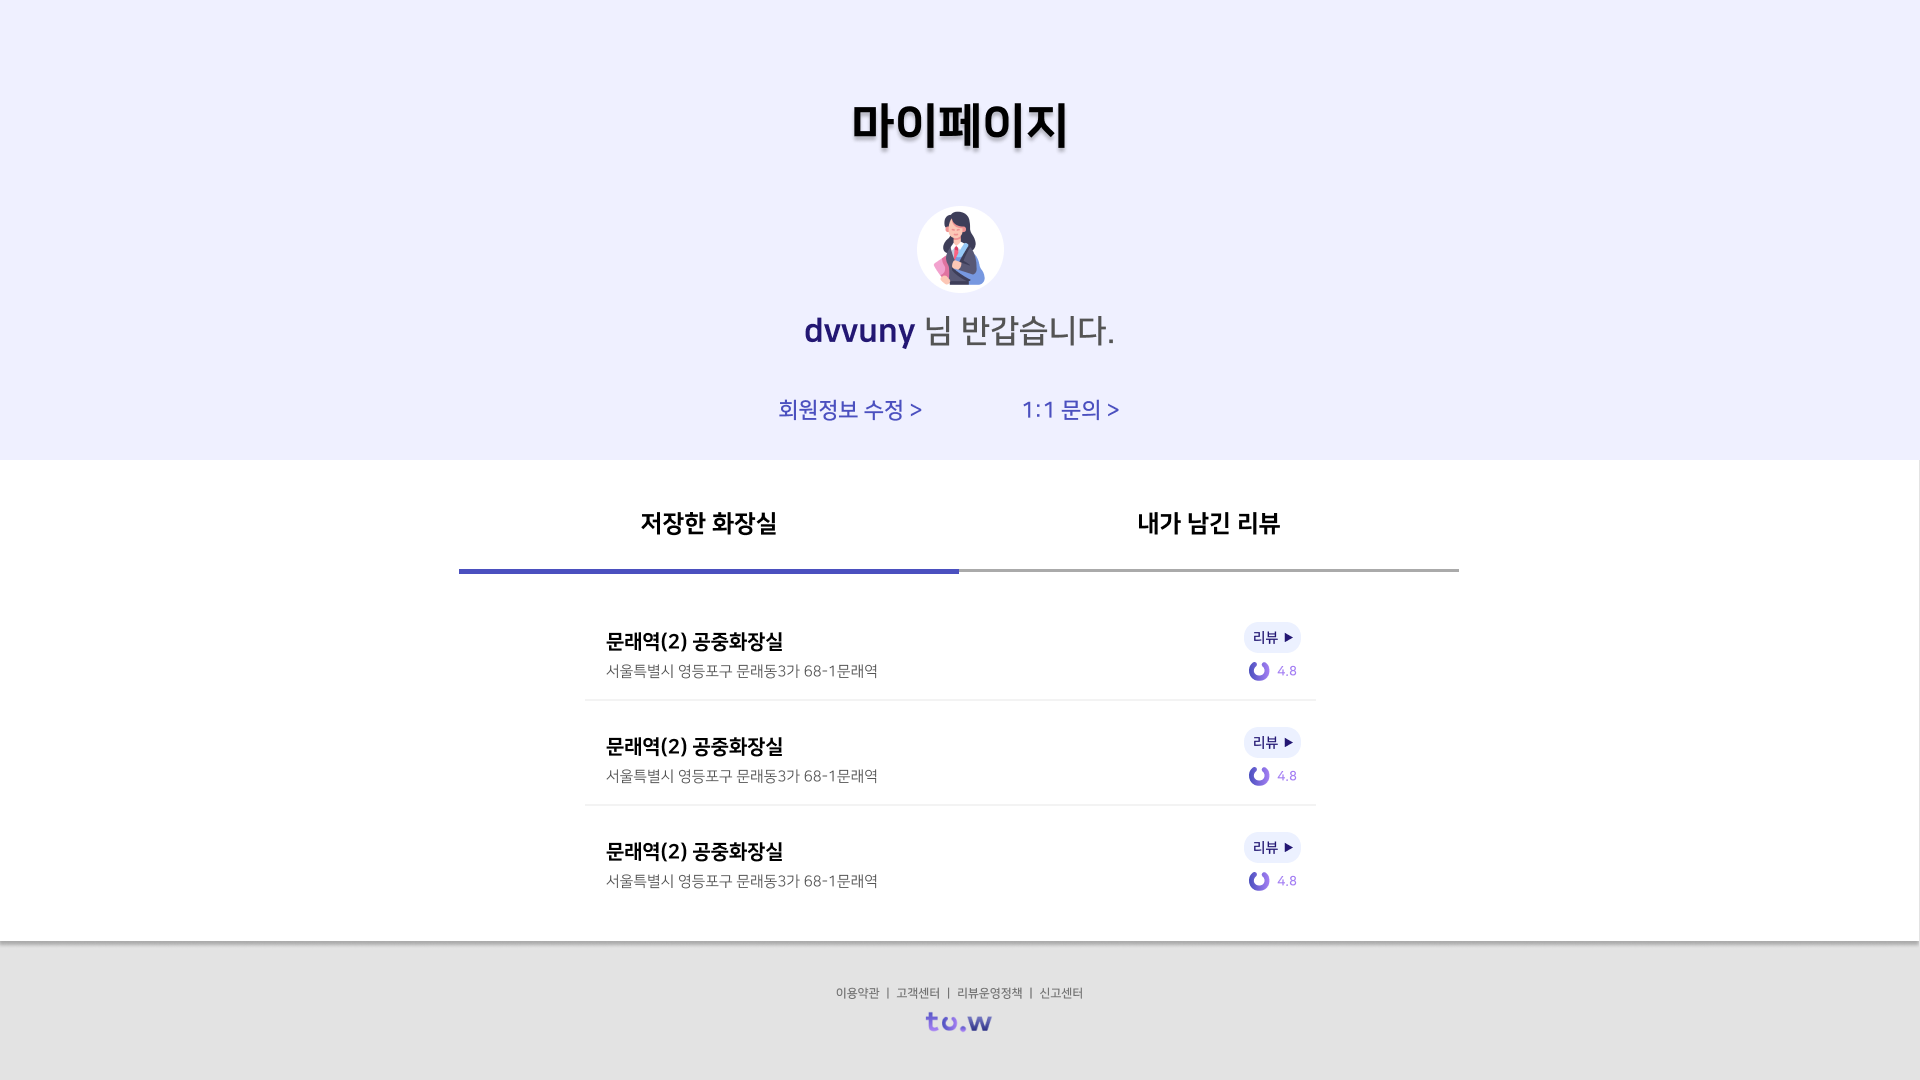 마이페이지
dvvuny 님 반갑습니다.
회원정보 수정 >
1:1 문의 >
저장한 화장실
내가 남긴 리뷰
문래역(2) 공중화장실
리뷰 ▶
서울특별시 영등포구 문래동3가 68-1문래역
4.8
문래역(2) 공중화장실
리뷰 ▶
서울특별시 영등포구 문래동3가 68-1문래역
4.8
문래역(2) 공중화장실
리뷰 ▶
서울특별시 영등포구 문래동3가 68-1문래역
4.8
이용약관 | 고객센터 | 리뷰운영정책 | 신고센터
to.w